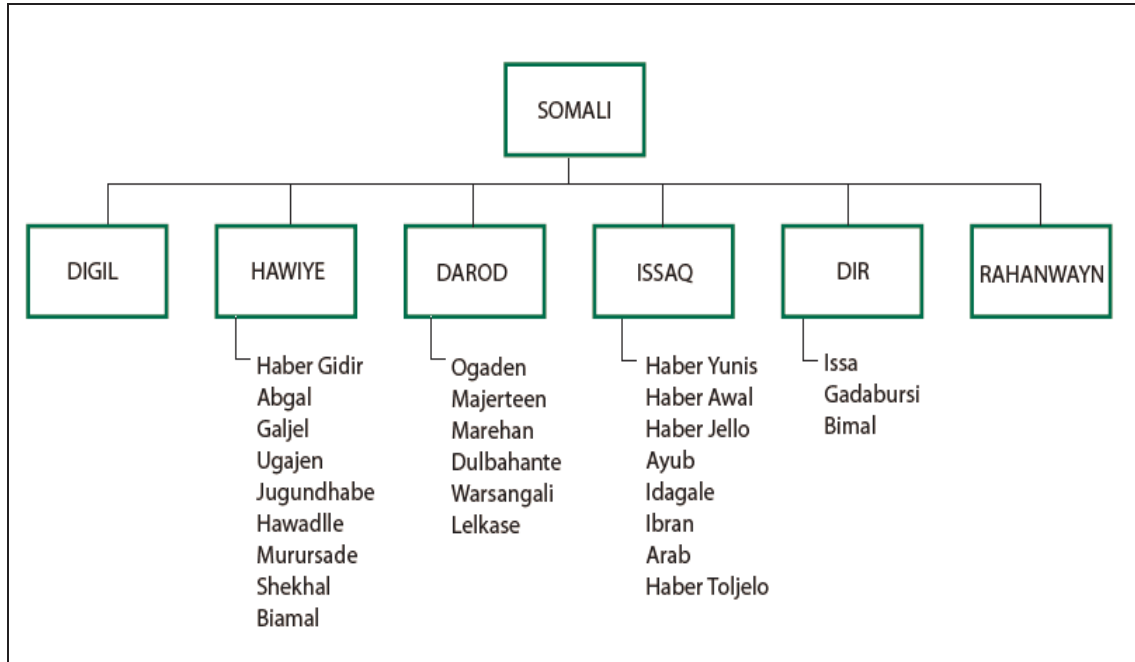 SOMALI
DIGIL
HAWIYE
DAROD
ISSAQ
DIR
RAHANWAYN
Haber Gidir
Abgal
Galjel
Ugajen
Jugundhabe
Hawadlle
Murursade
Shekhal
Biamal
Ogaden
Majerteen
Marehan
Dulbahante
Warsangali
Lelkase
Haber Yunis
Haber Awal
Haber Jello
Ayub
Idagale
Ibran
Arab
Haber Toljelo
Issa
Gadabursi
Bimal